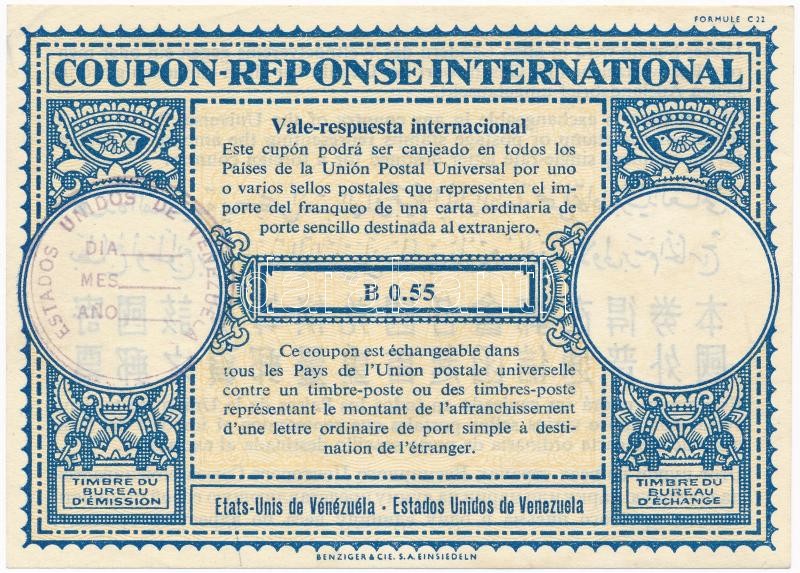 FORMULE C 22
COUPON-REPONSE INTERNATIONAL
Vale-respuesta internacional
Este cupón podrá ser canjeado en todos los
Países de la Unión Postal Universal por uno
o varios sellos postales que representen el im-
porte del franqueo de una carta ordinaria de
porte sencillo destinada al extranjero.
ESTADOS UNIDOS DE VENEZUELA
DIA
MES
AÑO
B 0.55
darabanth
Ce coupon est échangeable dans
tous les Pays de l'Union postale universelle
contre un timbre-poste ou des timbres-poste
représentant le montant de l'affranchissement
d'une lettre ordinaire de port simple à desti-
nation de l'étranger.
TIMBRE DU
BUREAU
D'ÉMISSION
Etats-Unis de Vénézuéla - Estados Unidos de Venezuela
TIMBRE DU
BUREAU
D'ÉCHANGE
BENZIGER & CIE. S.A. EINSIEDELN